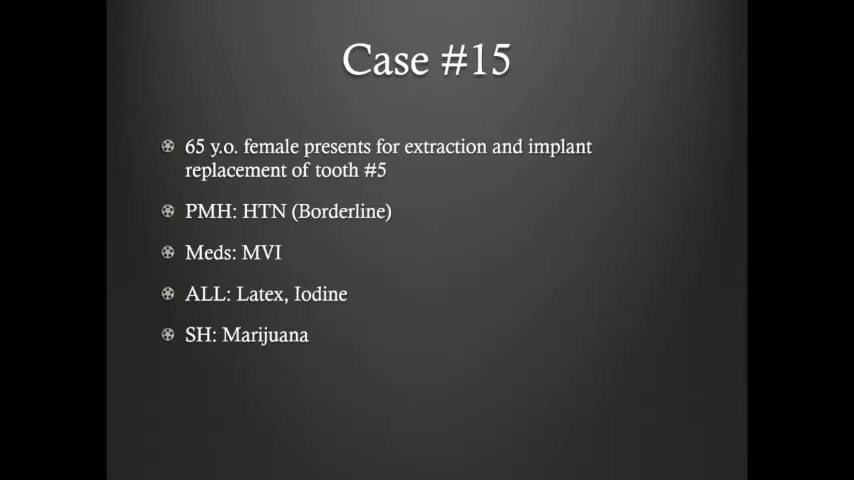 Case #15
65 y.o. female presents for extraction and implant
replacement of tooth #5
PMH: HTN (Borderline)
Meds: MVI
ALL: Latex, Iodine
SH: Marijuana